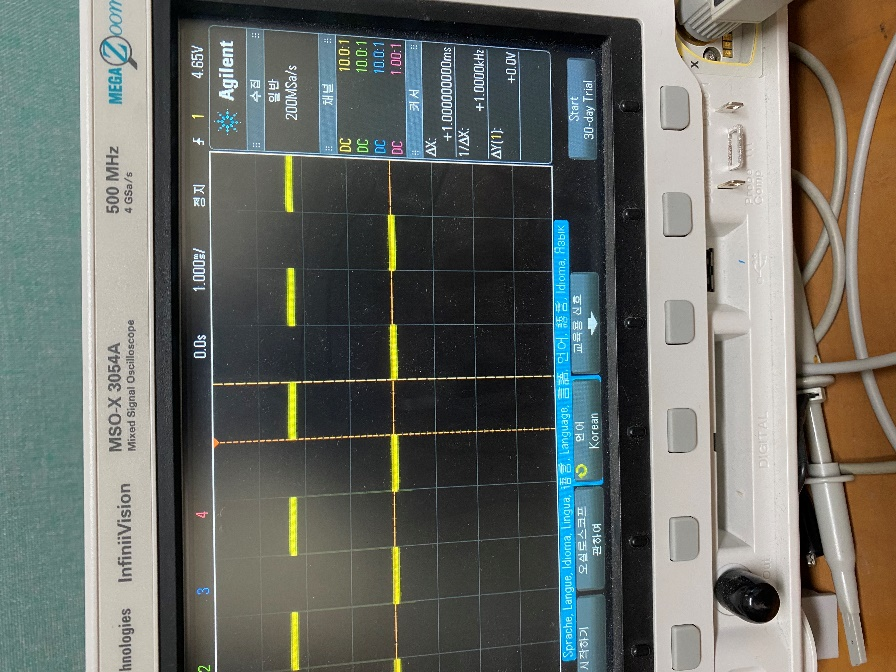 hnologies InfiniiVision
MSO-X 3054A
Mixed Signal Oscilloscope
500 MHz
4 GSa/s
MEGA Zoom
2 3 4 0.0s 1.000㎳/ 정지 1 4.65V
Agilent
수집
일반
200MSa/s
채널
DC 10.0:1
DC 10.0:1
DC 10.0:1
DC 1.00:1
커서
ΔX:
+1.000000000000ms
1/ΔX:
+1.0000kHz
ΔY(1):
+0.0V
Sprache, Langue, Idioma, Lingua, 语言, Language, 言語, 語言, 언어, Idioma, Язык
시작하기
오실로스코프
관하여
언어
Korean
교육용 신호
Start
30-day Trial
DIGITAL